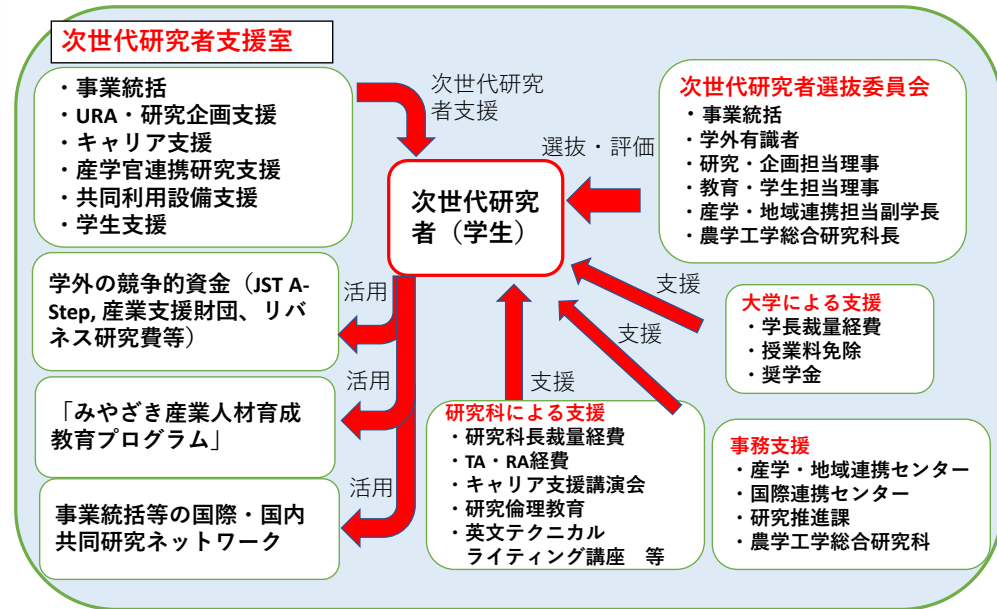 次世代研究者支援室
・事業統括
・URA・研究企画支援
・キャリア支援
・産学官連携研究支援
・共同利用設備支援
・学生支援
次世代研究
者支援
次世代研究者選抜委員会
・事業統括
・学外有識者
・研究・企画担当理事
・教育・学生担当理事
・産学・地域連携担当副学長
・農学工学総合研究科長
選抜・評価
次世代研究
者（学生）
学外の競争的資金（JST A-
Step, 産業支援財団、リバ
ネス研究費等）
活用
「みやざき産業人材育成
教育プログラム」
活用
事業統括等の国際・国内
共同研究ネットワーク
活用
支援
研究科による支援
・研究科長裁量経費
・TA・RA経費
・キャリア支援講演会
・研究倫理教育
・英文テクニカル
ライティング講座　等
支援
大学による支援
・学長裁量経費
・授業料免除
・奨学金
支援
事務支援
・産学・地域連携センター
・国際連携センター
・研究推進課
・農学工学総合研究科